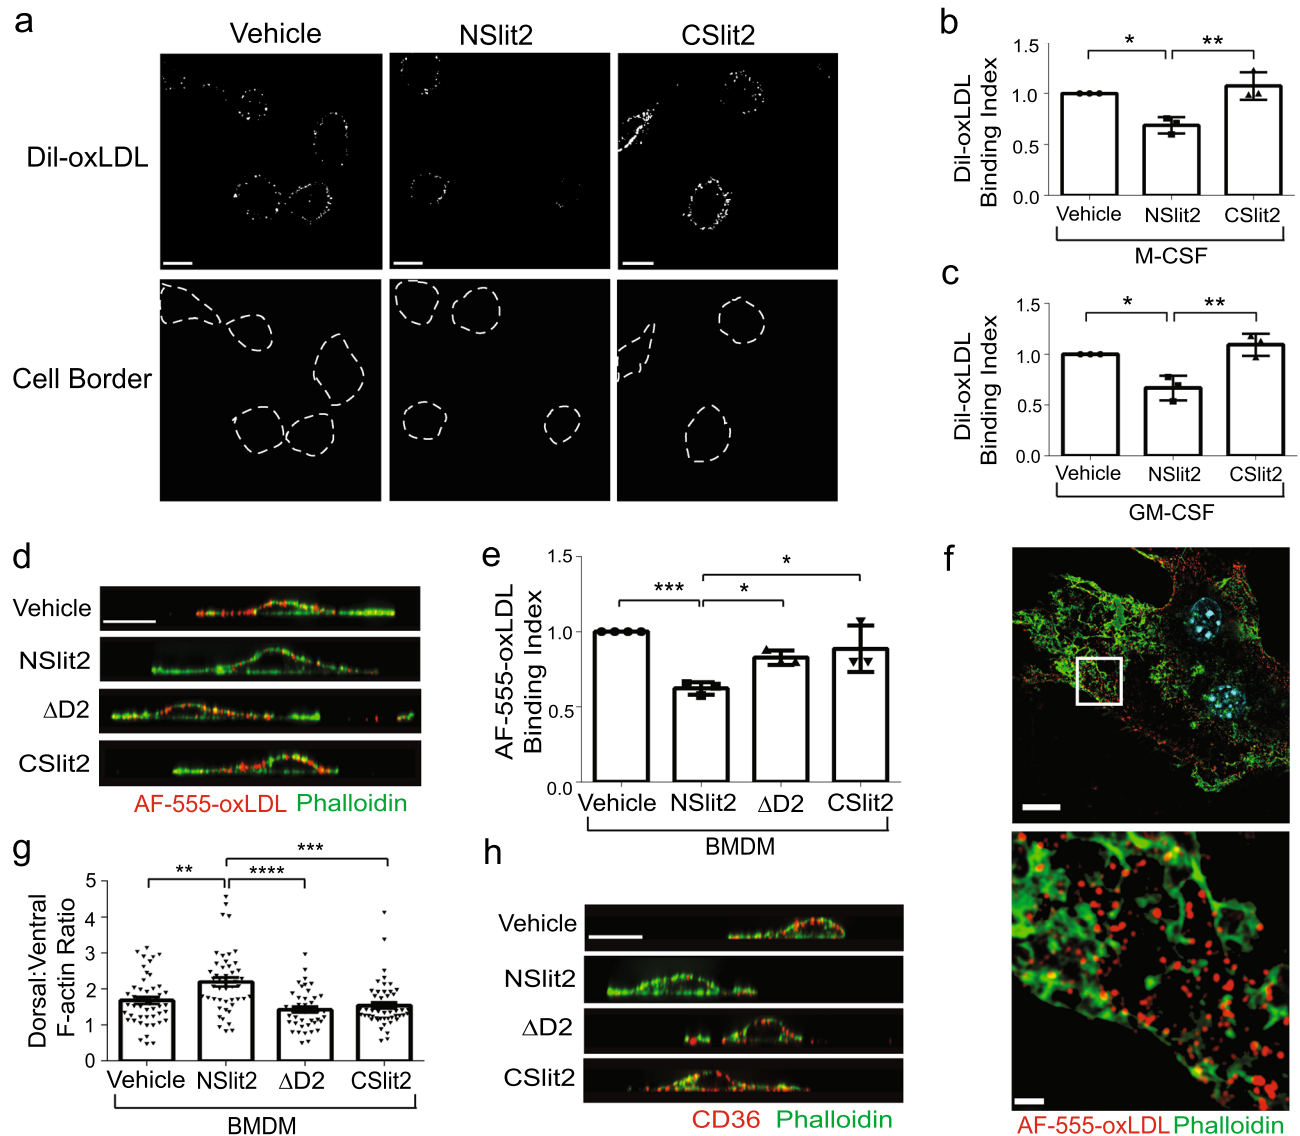 a
Vehicle NSlit2 CSlit2
Dil-oxLDL
Cell Border
b
Dil-oxLDL
Binding Index
1.5
1.0
0.5
0.0
* **
Vehicle NSlit2 CSlit2
M-CSF
c
Dil-oxLDL
Binding Index
1.5
1.0
0.5
0.0
* **
Vehicle NSlit2 CSlit2
GM-CSF
d
Vehicle
NSlit2
ΔD2
CSlit2
AF-555-oxLDL Phalloidin
e
AF-555-oxLDL
Binding Index
1.5
1.0
0.5
0.0
*
*** *
Vehicle NSlit2 ΔD2 CSlit2
BMDM
f
AF-555-oxLDL Phalloidin
g
Dorsal:Ventral
F-actin Ratio
5
4
3
2
1
0
***
** ****
Vehicle NSlit2 ΔD2 CSlit2
BMDM
h
Vehicle
NSlit2
ΔD2
CSlit2
CD36 Phalloidin